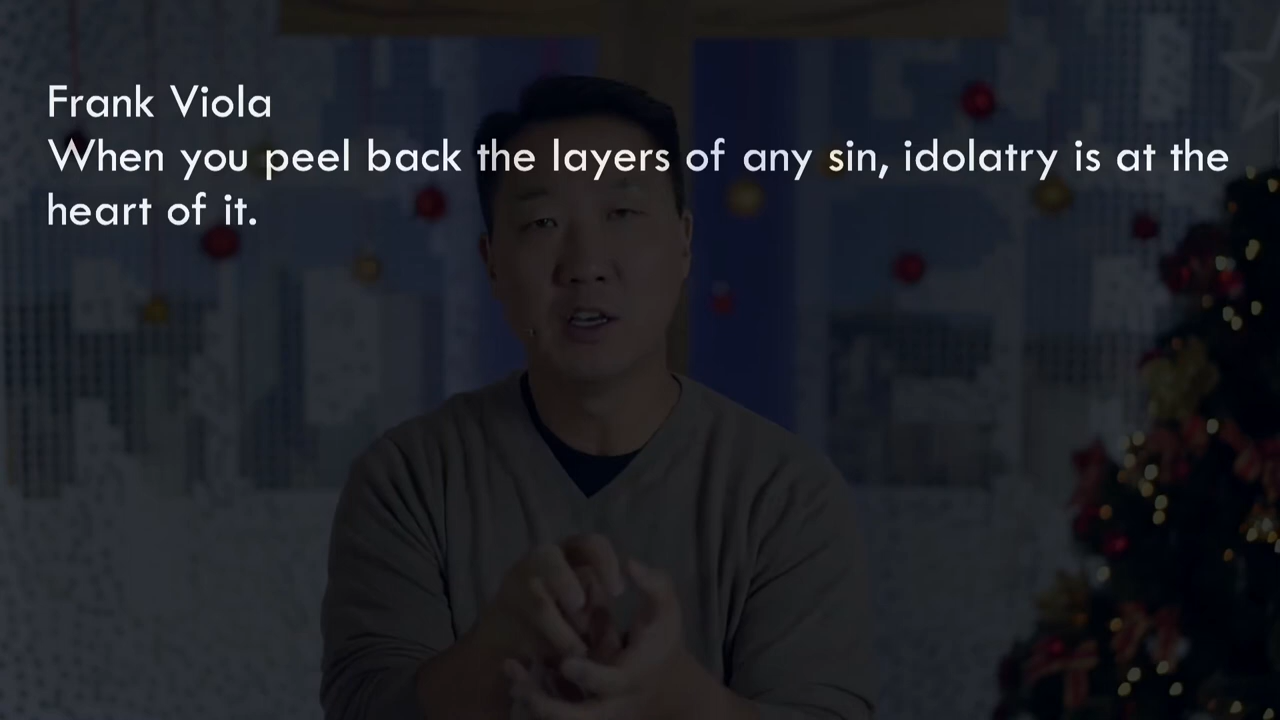 Frank Viola
When you peel back the layers of any sin, idolatry is at the
heart of it.